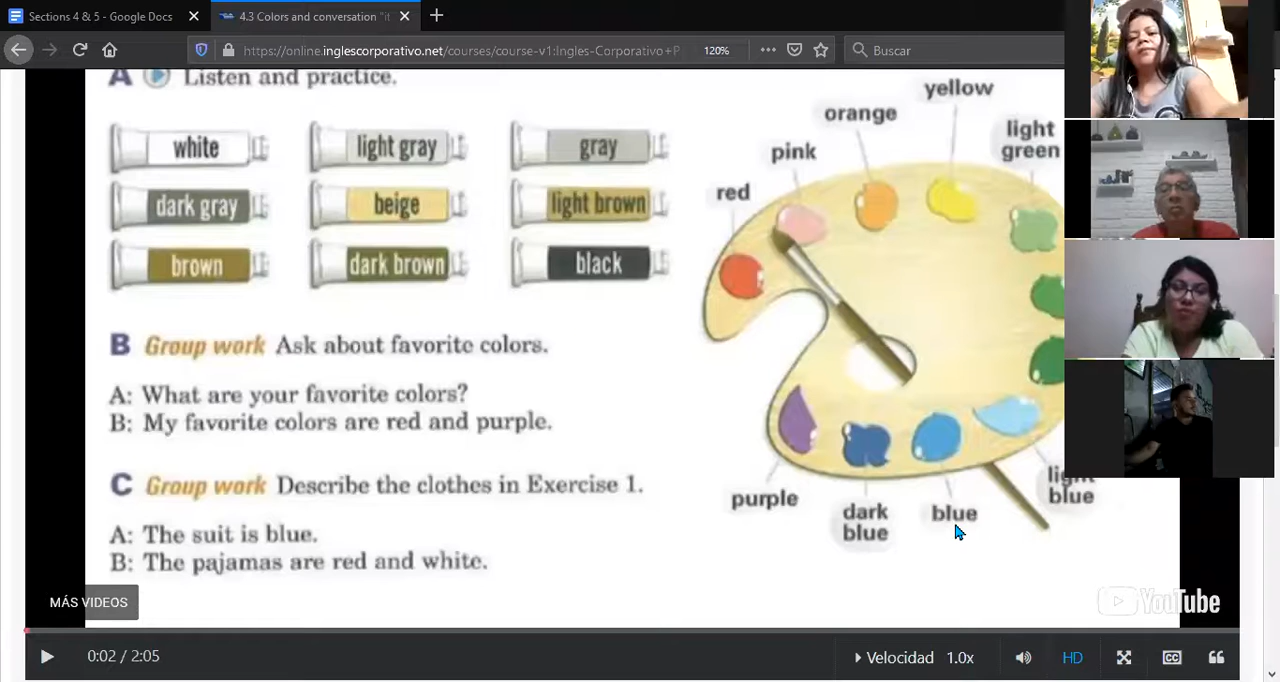 Sections 4 & 5 - Google Docs
4.3 Colors and conversation "it
https://online.inglescorporativo.net/courses/course-v1:Ingles-Corporativo+P
120%
Buscar
A Listen and practice.
white
light gray
gray
dark gray
beige
light brown
brown
dark brown
black
red
pink
orange
yellow
light
green
purple
dark
blue
blue
light
blue
B Group work Ask about favorite colors.
A: What are your favorite colors?
B: My favorite colors are red and purple.
C Group work Describe the clothes in Exercise 1.
A: The suit is blue.
B: The pajamas are red and white.
MÁS VIDEOS
YouTube
0:02 / 2:05
Velocidad 1.0x
HD
CC